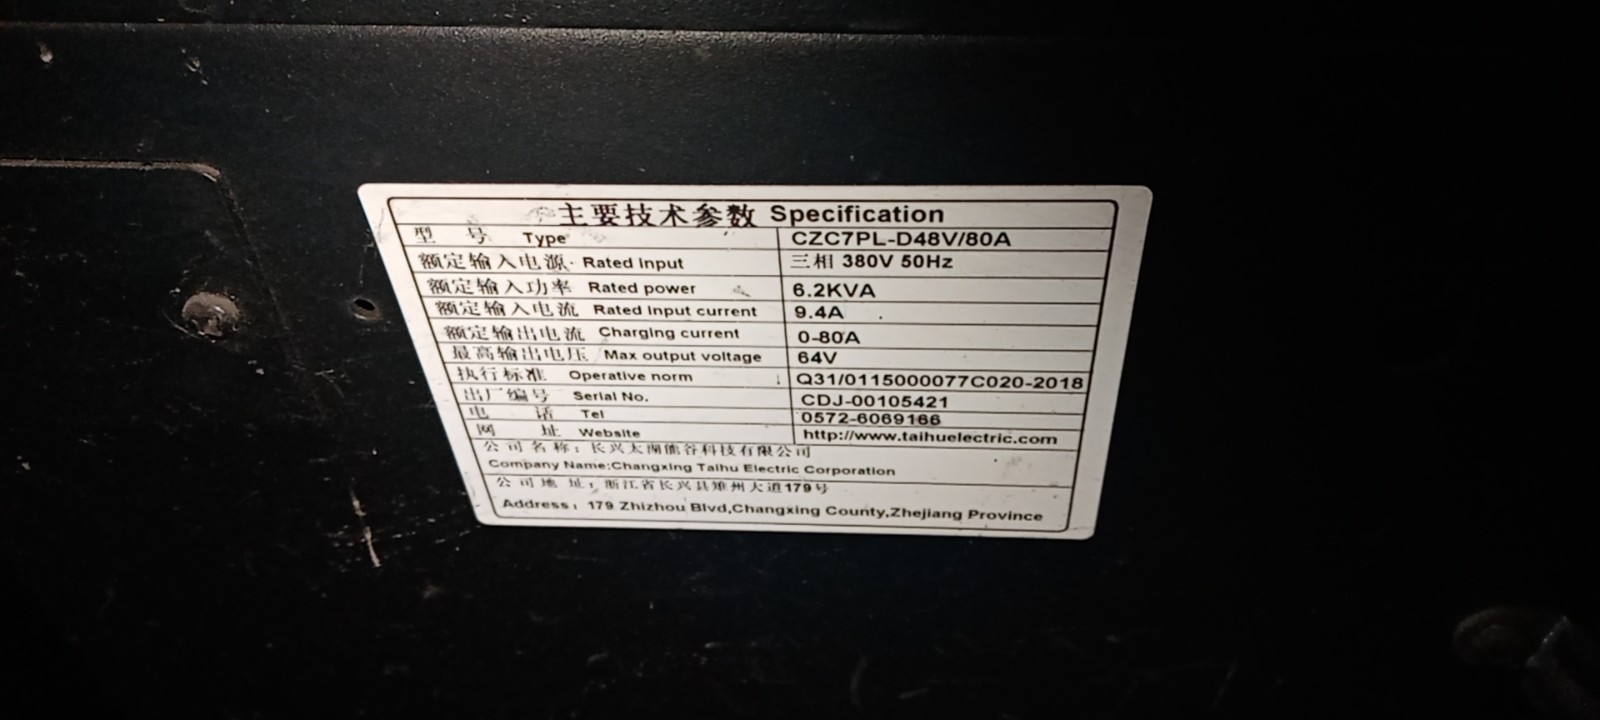 主要技术参数 Specification
型 号 Type CZC7PL-D48V/80A
额定输入电源 Rated input 三相 380V 50Hz
额定输入功率 Rated power 6.2KVA
额定输入电流 Rated input current 9.4A
额定输出电流 Charging current 0-80A
最高输出电压 Max output voltage 64V
执行标准 Operative norm Q31/0115000077C020-2018
出厂编号 Serial No. CDJ-00105421
电 话 Tel 0572-6069166
网 址 Website http://www.taihuelectric.com
公司名称：长兴太湖能谷科技有限公司
Company Name:Changxing Taihu Electric Corporation
公司地址：浙江省长兴县雉州大道179号
Address：179 Zhizhou Blvd,Changxing County,Zhejiang Province